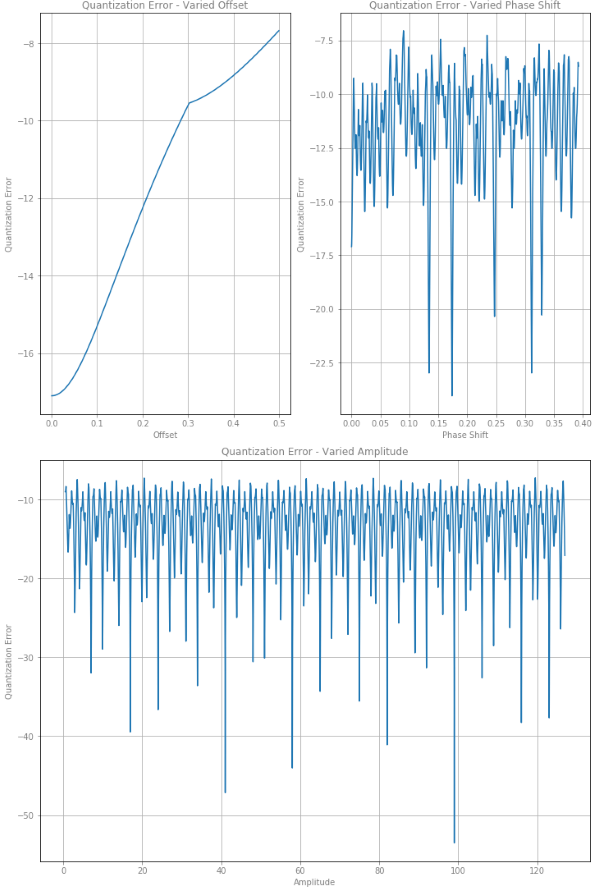 Quantization Error - Varied Offset
−8
−10
−12
−14
−16
Quantization Error
0.0 0.1 0.2 0.3 0.4 0.5
Offset
Quantization Error - Varied Phase Shift
−7.5
−10.0
−12.5
−15.0
−17.5
−20.0
−22.5
Quantization Error
0.00 0.05 0.10 0.15 0.20 0.25 0.30 0.35 0.40
Phase Shift
Quantization Error - Varied Amplitude
−10
−20
−30
−40
−50
Quantization Error
0 20 40 60 80 100 120
Amplitude